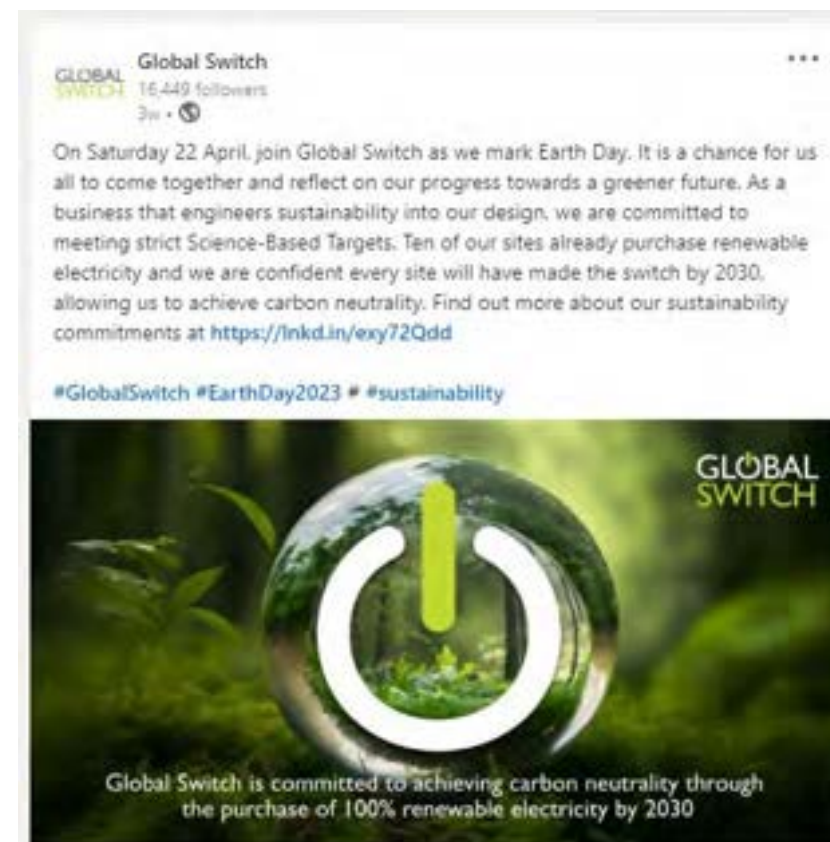 Global Switch
GLOBAL
SWITCH
16,449 followers
3w •
On Saturday 22 April, join Global Switch as we mark Earth Day. It is a chance for us
all to come together and reflect on our progress towards a greener future. As a
business that engineers sustainability into our design, we are committed to
meeting strict Science-Based Targets. Ten of our sites already purchase renewable
electricity and we are confident every site will have made the switch by 2030,
allowing us to achieve carbon neutrality. Find out more about our sustainability
commitments at https://lnkd.in/exy72Qdd
#GlobalSwitch #EarthDay2023 # #sustainability
GLOBAL
SWITCH
Global Switch is committed to achieving carbon neutrality through
the purchase of 100% renewable electricity by 2030